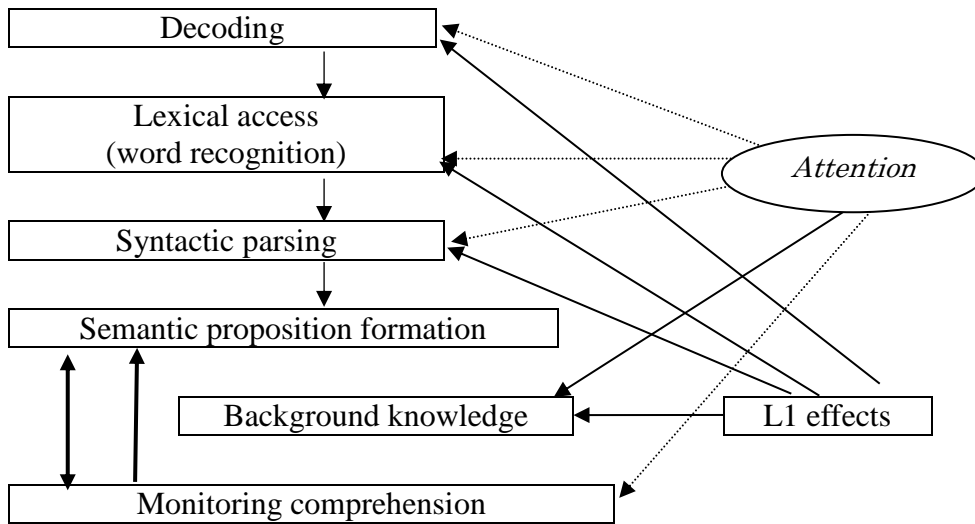 Decoding
Lexical access
(word recognition)
Attention
Syntactic parsing
Semantic proposition formation
Background knowledge
L1 effects
Monitoring comprehension